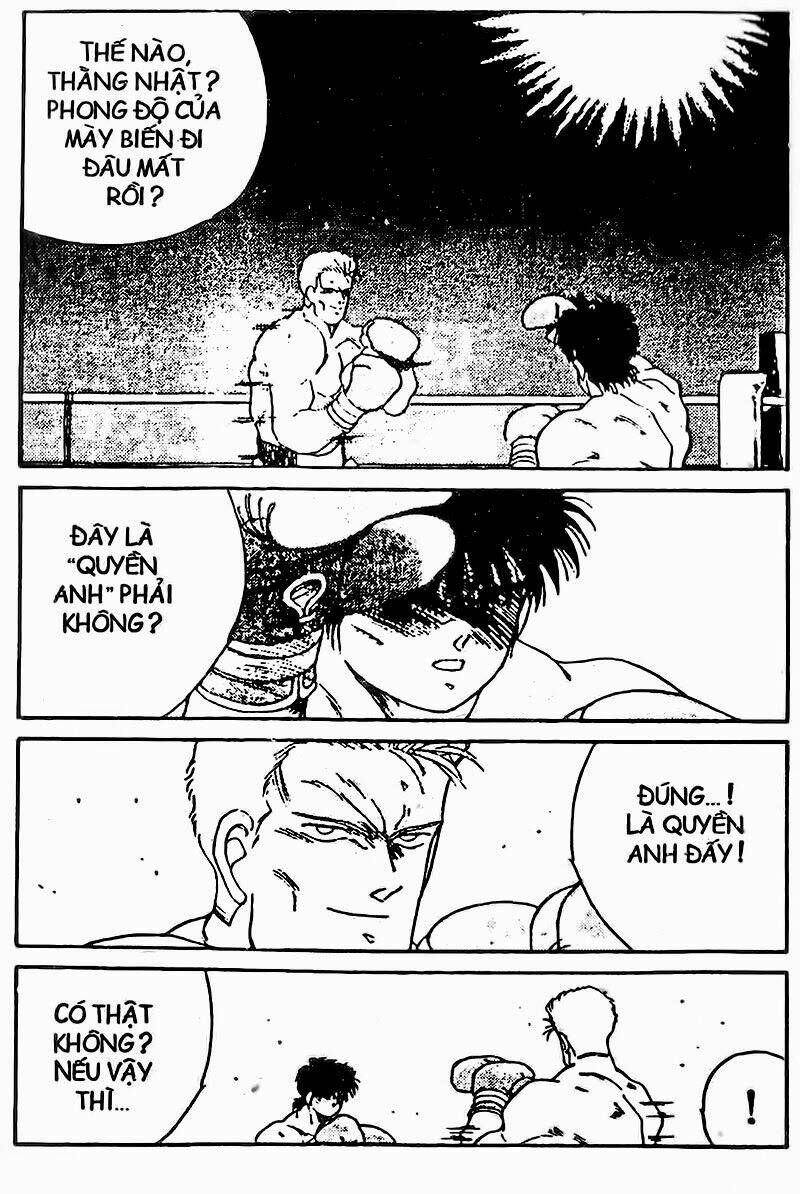 THẾ NÀO,
THẰNG NHẬT?
PHONG ĐỘ CỦA
MÀY BIẾN ĐI
ĐÂU MẤT
RỒI?
ĐÂY LÀ
"QUYỀN
ANH" PHẢI
KHÔNG?
ĐÚNG...!
LÀ QUYỀN
ANH ĐẤY!
CÓ THẬT
KHÔNG?
NẾU VẬY
THÌ...
!